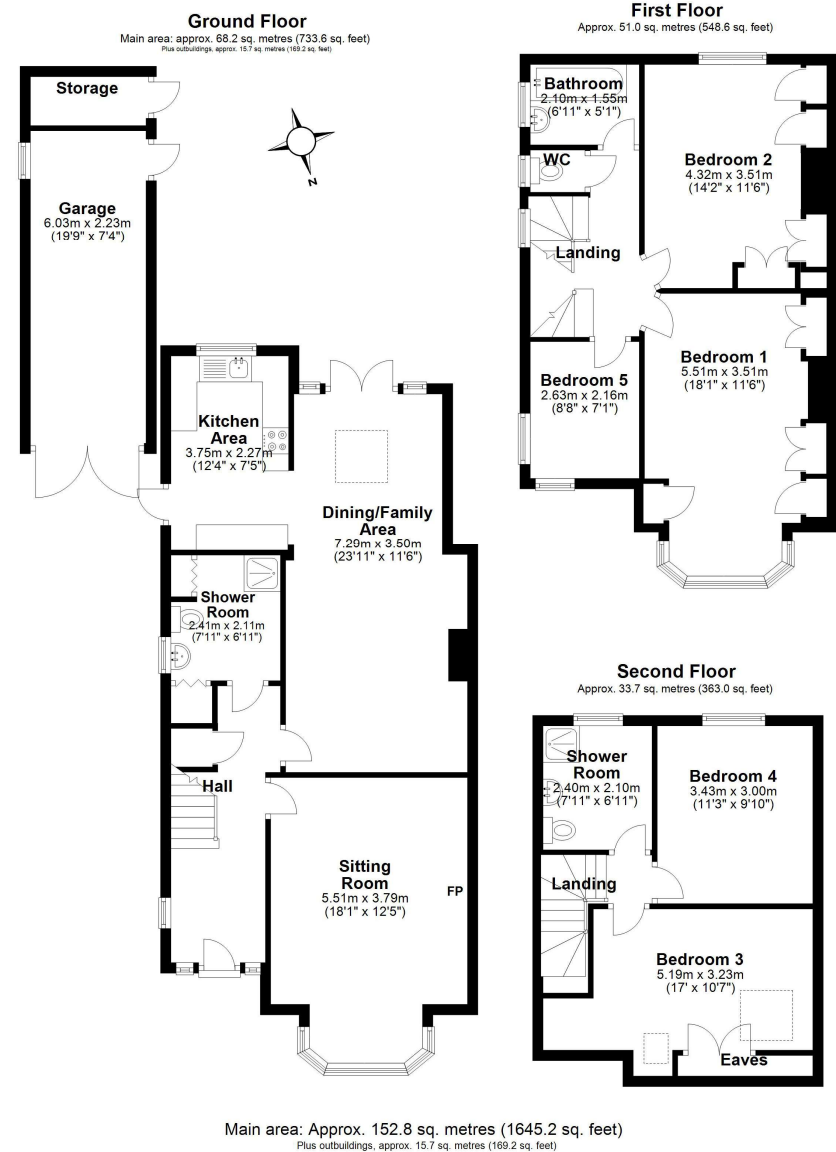 Ground Floor
Main area: approx. 68.2 sq. metres (733.6 sq. feet)
Plus outbuildings, approx. 15.7 sq. metres (169.2 sq. feet)
Storage
Garage
6.03m x 2.23m
(19'9" x 7'4")
N
Kitchen
Area
3.75m x 2.27m
(12'4" x 7'5")
Dining/Family
Area
7.29m x 3.50m
(23'11" x 11'6")
Shower
Room
2.41m x 2.11m
(7'11" x 6'11")
Hall
Sitting
Room
5.51m x 3.79m
(18'1" x 12'5")
FP
First Floor
Approx. 51.0 sq. metres (548.6 sq. feet)
Bathroom
2.10m x 1.55m
(6'11" x 5'1")
WC
Bedroom 2
4.32m x 3.51m
(14'2" x 11'6")
Landing
Bedroom 1
5.51m x 3.51m
(18'1" x 11'6")
Bedroom 5
2.63m x 2.16m
(8'8" x 7'1")
Second Floor
Approx. 33.7 sq. metres (363.0 sq. feet)
Shower
Room
2.40m x 2.10m
(7'11" x 6'11")
Bedroom 4
3.43m x 3.00m
(11'3" x 9'10")
Landing
Bedroom 3
5.19m x 3.23m
(17' x 10'7")
Eaves
Main area: Approx. 152.8 sq. metres (1645.2 sq. feet)
Plus outbuildings, approx. 15.7 sq. metres (169.2 sq. feet)